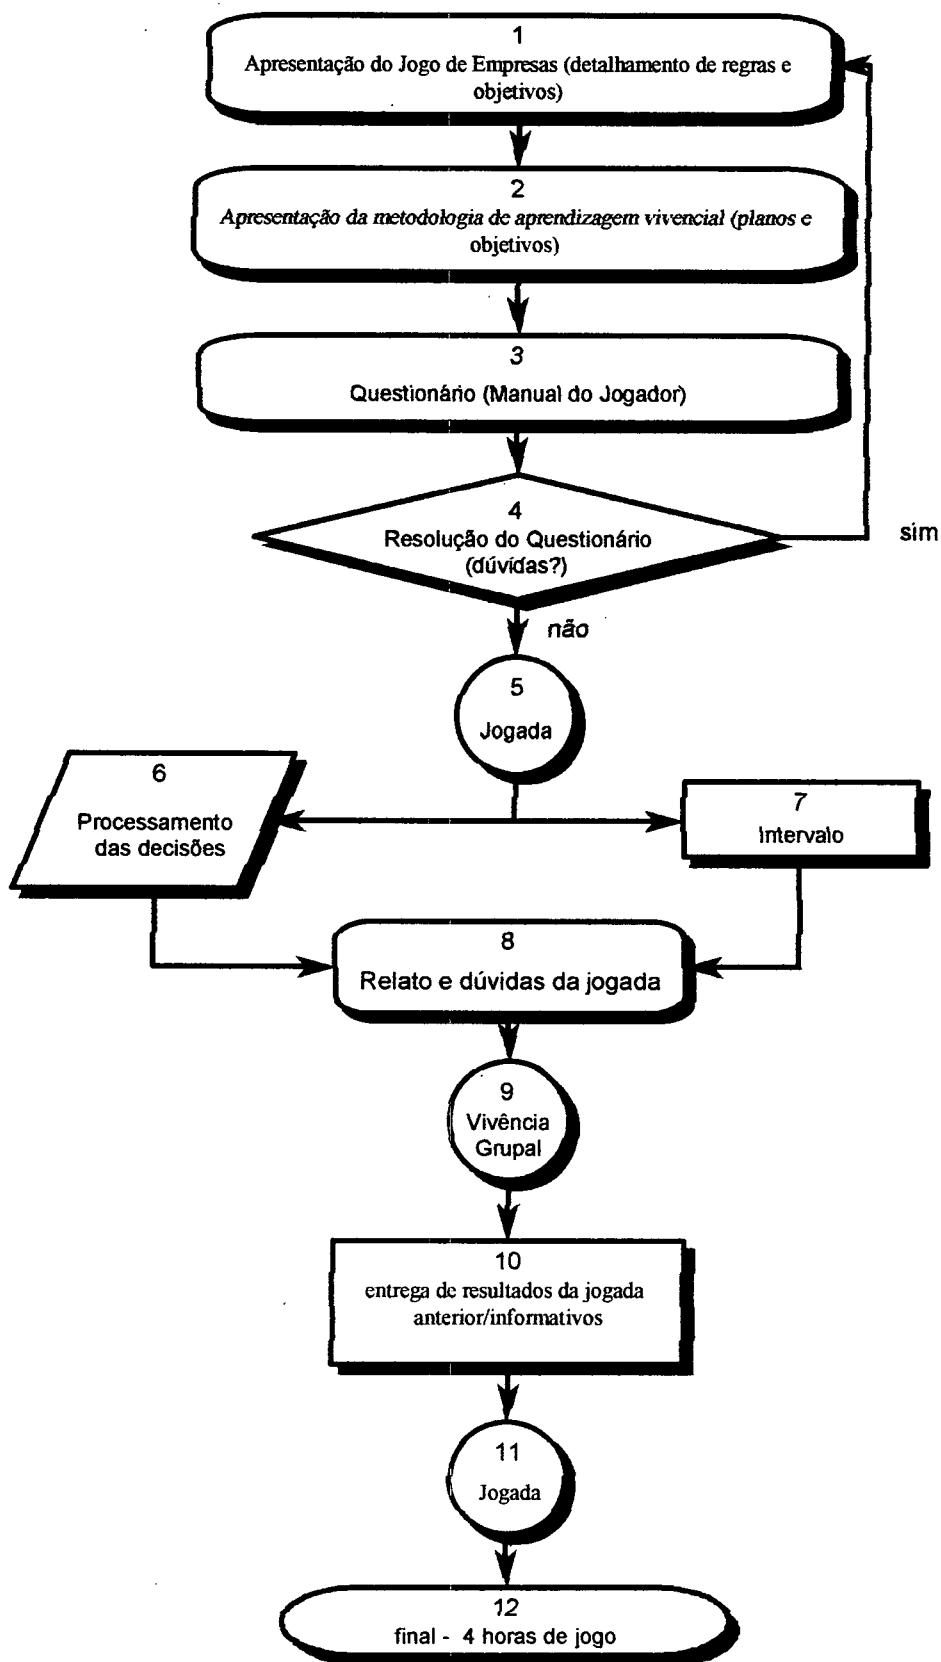 1
Apresentação do Jogo de Empresas (detalhamento de regras e
objetivos)
2
Apresentação da metodologia de aprendizagem vivencial (planos e
objetivos)
3
Questionário (Manual do Jogador)
4
Resolução do Questionário
(dúvidas?)
sim
não
5
Jogada
6
Processamento
das decisões
7
Intervalo
8
Relato e dúvidas da jogada
9
Vivência
Grupal
10
entrega de resultados da jogada
anterior/informativos
11
Jogada
12
final - 4 horas de jogo